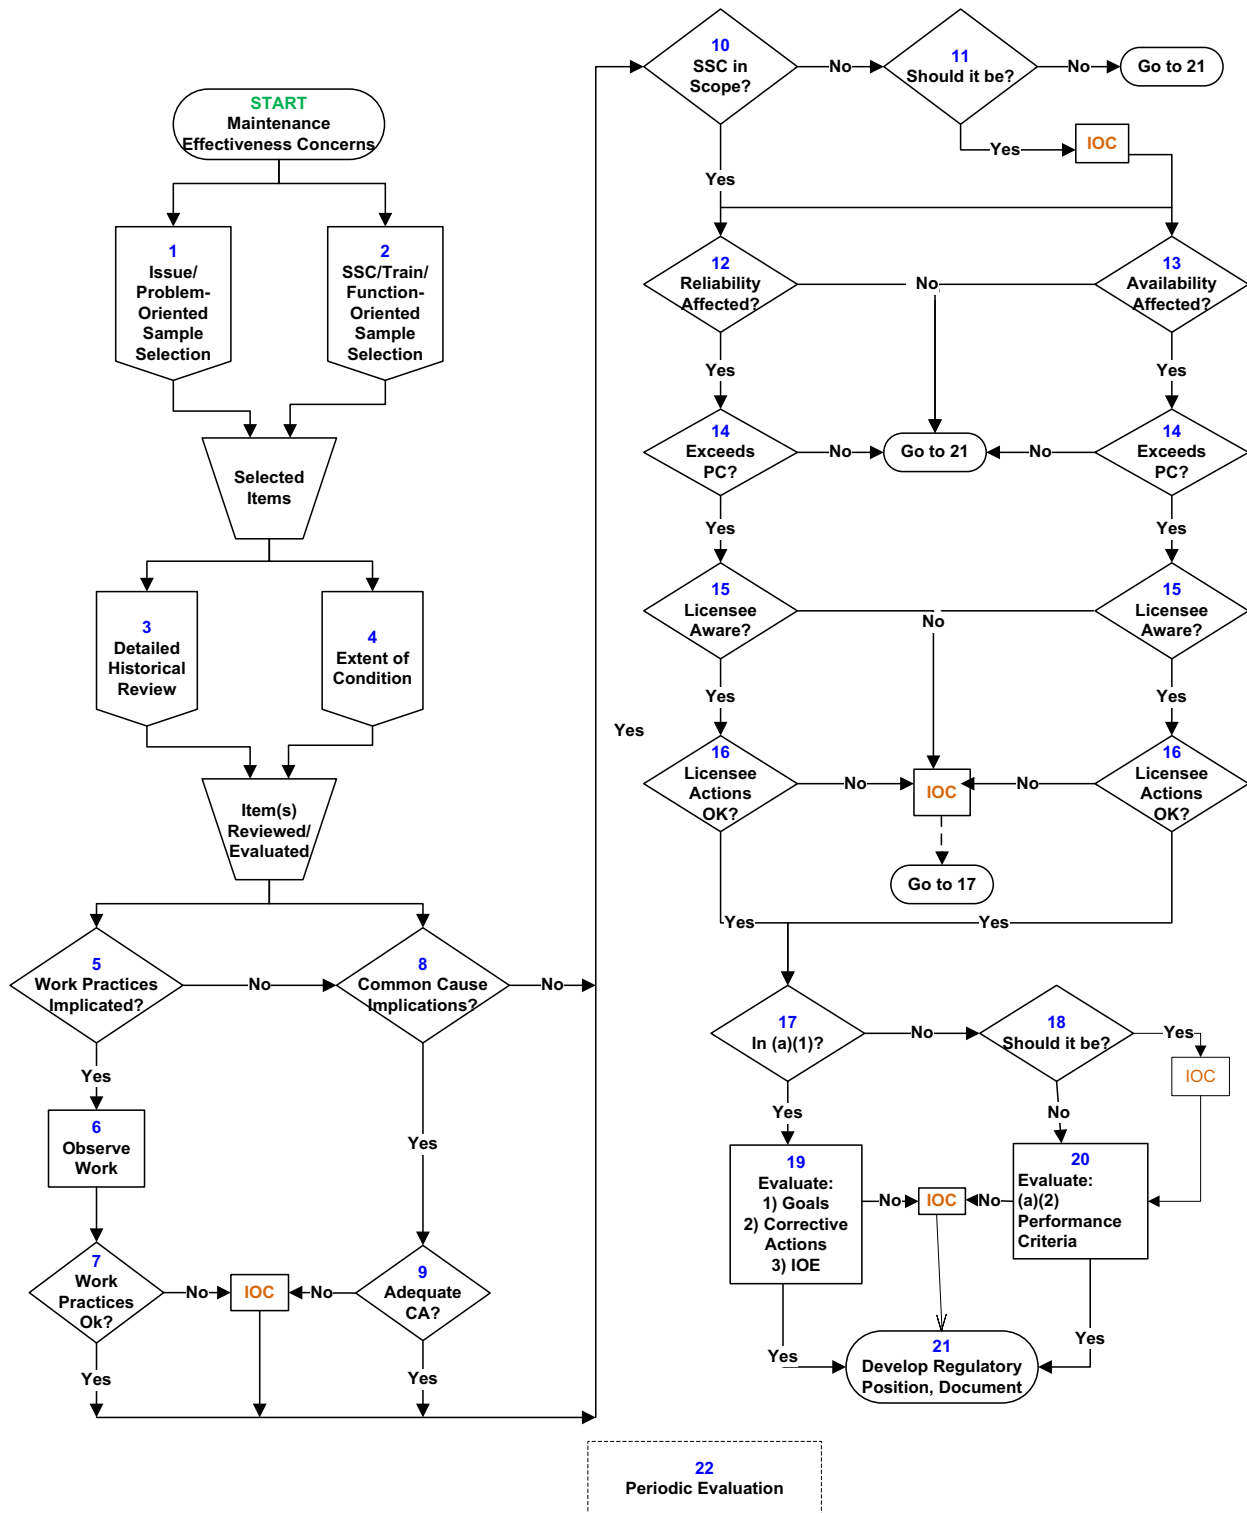 START
Maintenance
Effectiveness Concerns
1
Issue/
Problem-
Oriented
Sample
Selection
2
SSC/Train/
Function-
Oriented
Sample
Selection
Selected
Items
3
Detailed
Historical
Review
4
Extent of
Condition
Item(s)
Reviewed/
Evaluated
5
Work Practices
Implicated?
No
8
Common Cause
Implications?
No
Yes
6
Observe
Work
Yes
7
Work
Practices
Ok?
No
IOC
No
9
Adequate
CA?
Yes
Yes
10
SSC in
Scope?
No
11
Should it be?
No
Go to 21
Yes
IOC
Yes
12
Reliability
Affected?
No
13
Availability
Affected?
Yes
Yes
14
Exceeds
PC?
No
Go to 21
No
14
Exceeds
PC?
Yes
Yes
15
Licensee
Aware?
No
15
Licensee
Aware?
Yes
Yes
Yes
16
Licensee
Actions
OK?
No
IOC
No
16
Licensee
Actions
OK?
Go to 17
Yes
Yes
17
In (a)(1)?
No
18
Should it be?
Yes
IOC
Yes
No
19
Evaluate:
1) Goals
2) Corrective
Actions
3) IOE
No
IOC
No
20
Evaluate:
(a)(2)
Performance
Criteria
Yes
Yes
21
Develop Regulatory
Position, Document
22
Periodic Evaluation